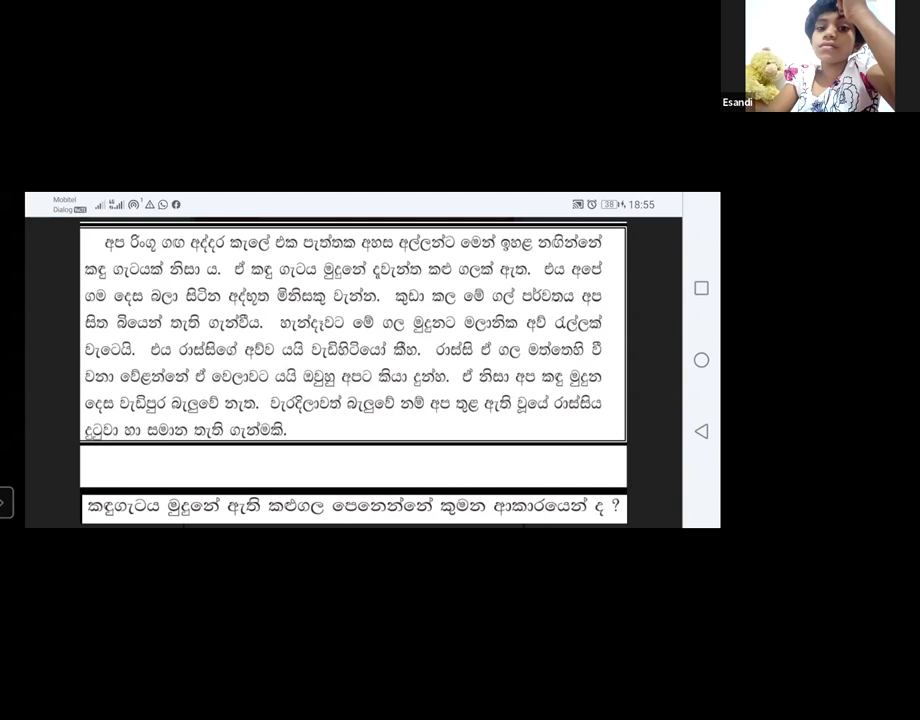 Esandi
Mobitel
Dialog VoLTE
38 18:55
අප රිංගූ ගඟ අද්දර කැලේ එක පැත්තක අහස අල්ලන්ට මෙන් ඉහළ නඟින්නේ
කඳු ගැටයක් නිසා ය. ඒ කඳු ගැටය මුදුනේ දැවැන්ත කළු ගලක් ඇත. එය අපේ
ගම දෙස බලා සිටින අද්භූත මිනිසකු වැන්න. කුඩා කල මේ ගල් පර්වතය අප
සිත බියෙන් තැති ගැන්වීය. හැන්දෑවට මේ ගල මුදුනට මලානික අව් රැල්ලක්
වැටෙයි. එය රාස්සිගේ අව්ව යයි වැඩිහිටියෝ කීහ. රාස්සි ඒ ගල මත්තෙහි වී
වනා වේළන්නේ ඒ වෙලාවට යයි ඔවුහු අපට කියා දුන්හ. ඒ නිසා අප කඳු මුදුන
දෙස වැඩිපුර බැලුවේ නැත. වැරදිලාවත් බැලුවේ නම් අප තුළ ඇති වූයේ රාස්සිය
දුටුවා හා සමාන තැති ගැන්මකි.
කඳුගැටය මුදුනේ ඇති කළුගල පෙනෙන්නේ කුමන ආකාරයෙන් ද ?